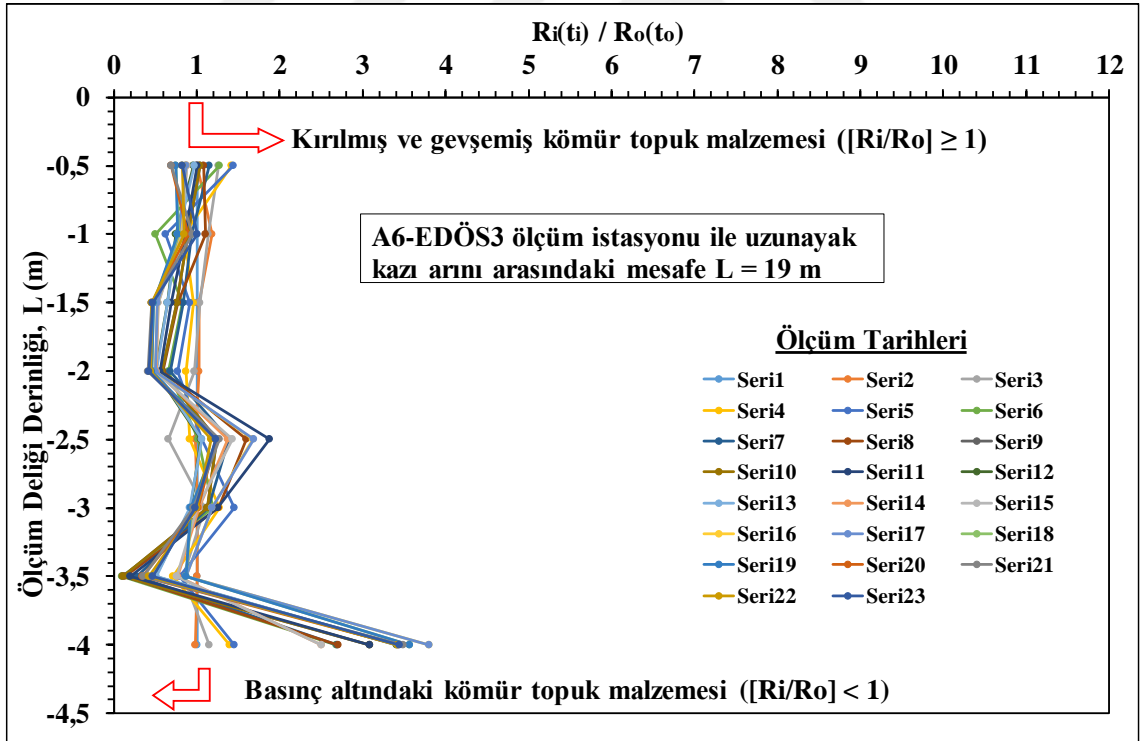 Ri(ti) / Ro(to)
0 1 2 3 4 5 6 7 8 9 10 11 12
0
Kırılmış ve gevşemiş kömür topuk malzemesi ([Ri/Ro] ≥ 1)
-0,5
-1
A6-EDÖS3 ölçüm istasyonu ile uzunayak
kazı arını arasındaki mesafe L = 19 m
-1,5
Ölçüm Deliği Derinliği, L (m)
-2
-2,5
-3
-3,5
-4
-4,5
Ölçüm Tarihleri
Seri1 Seri2 Seri3
Seri4 Seri5 Seri6
Seri7 Seri8 Seri9
Seri10 Seri11 Seri12
Seri13 Seri14 Seri15
Seri16 Seri17 Seri18
Seri19 Seri20 Seri21
Seri22 Seri23
Basınç altındaki kömür topuk malzemesi ([Ri/Ro] < 1)